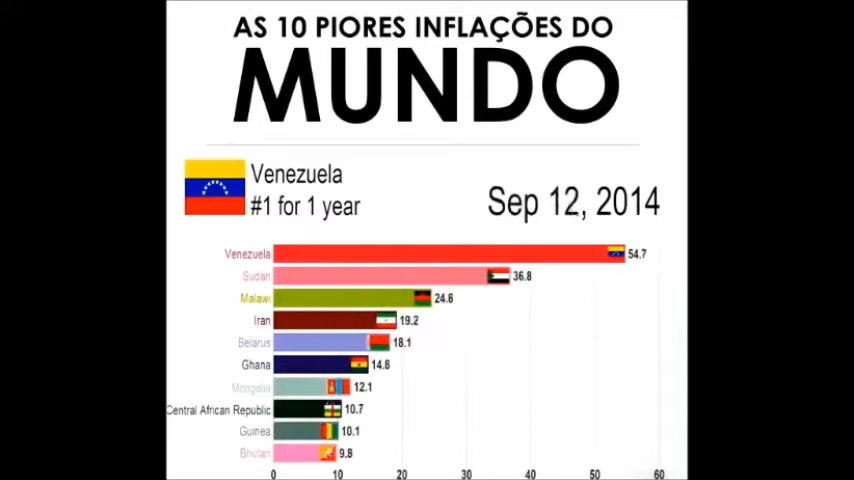 AS 10 PIORES INFLAÇÕES DO
MUNDO
Venezuela
#1 for 1 year
Sep 12, 2014
Venezuela 54.7
Sudan 36.8
Malawi 24.8
Iran 19.2
Belarus 18.1
Ghana 14.8
Mongolia 12.1
Central African Republic 10.7
Guinea 10.1
Bhutan 9.8
0 10 20 30 40 50 60